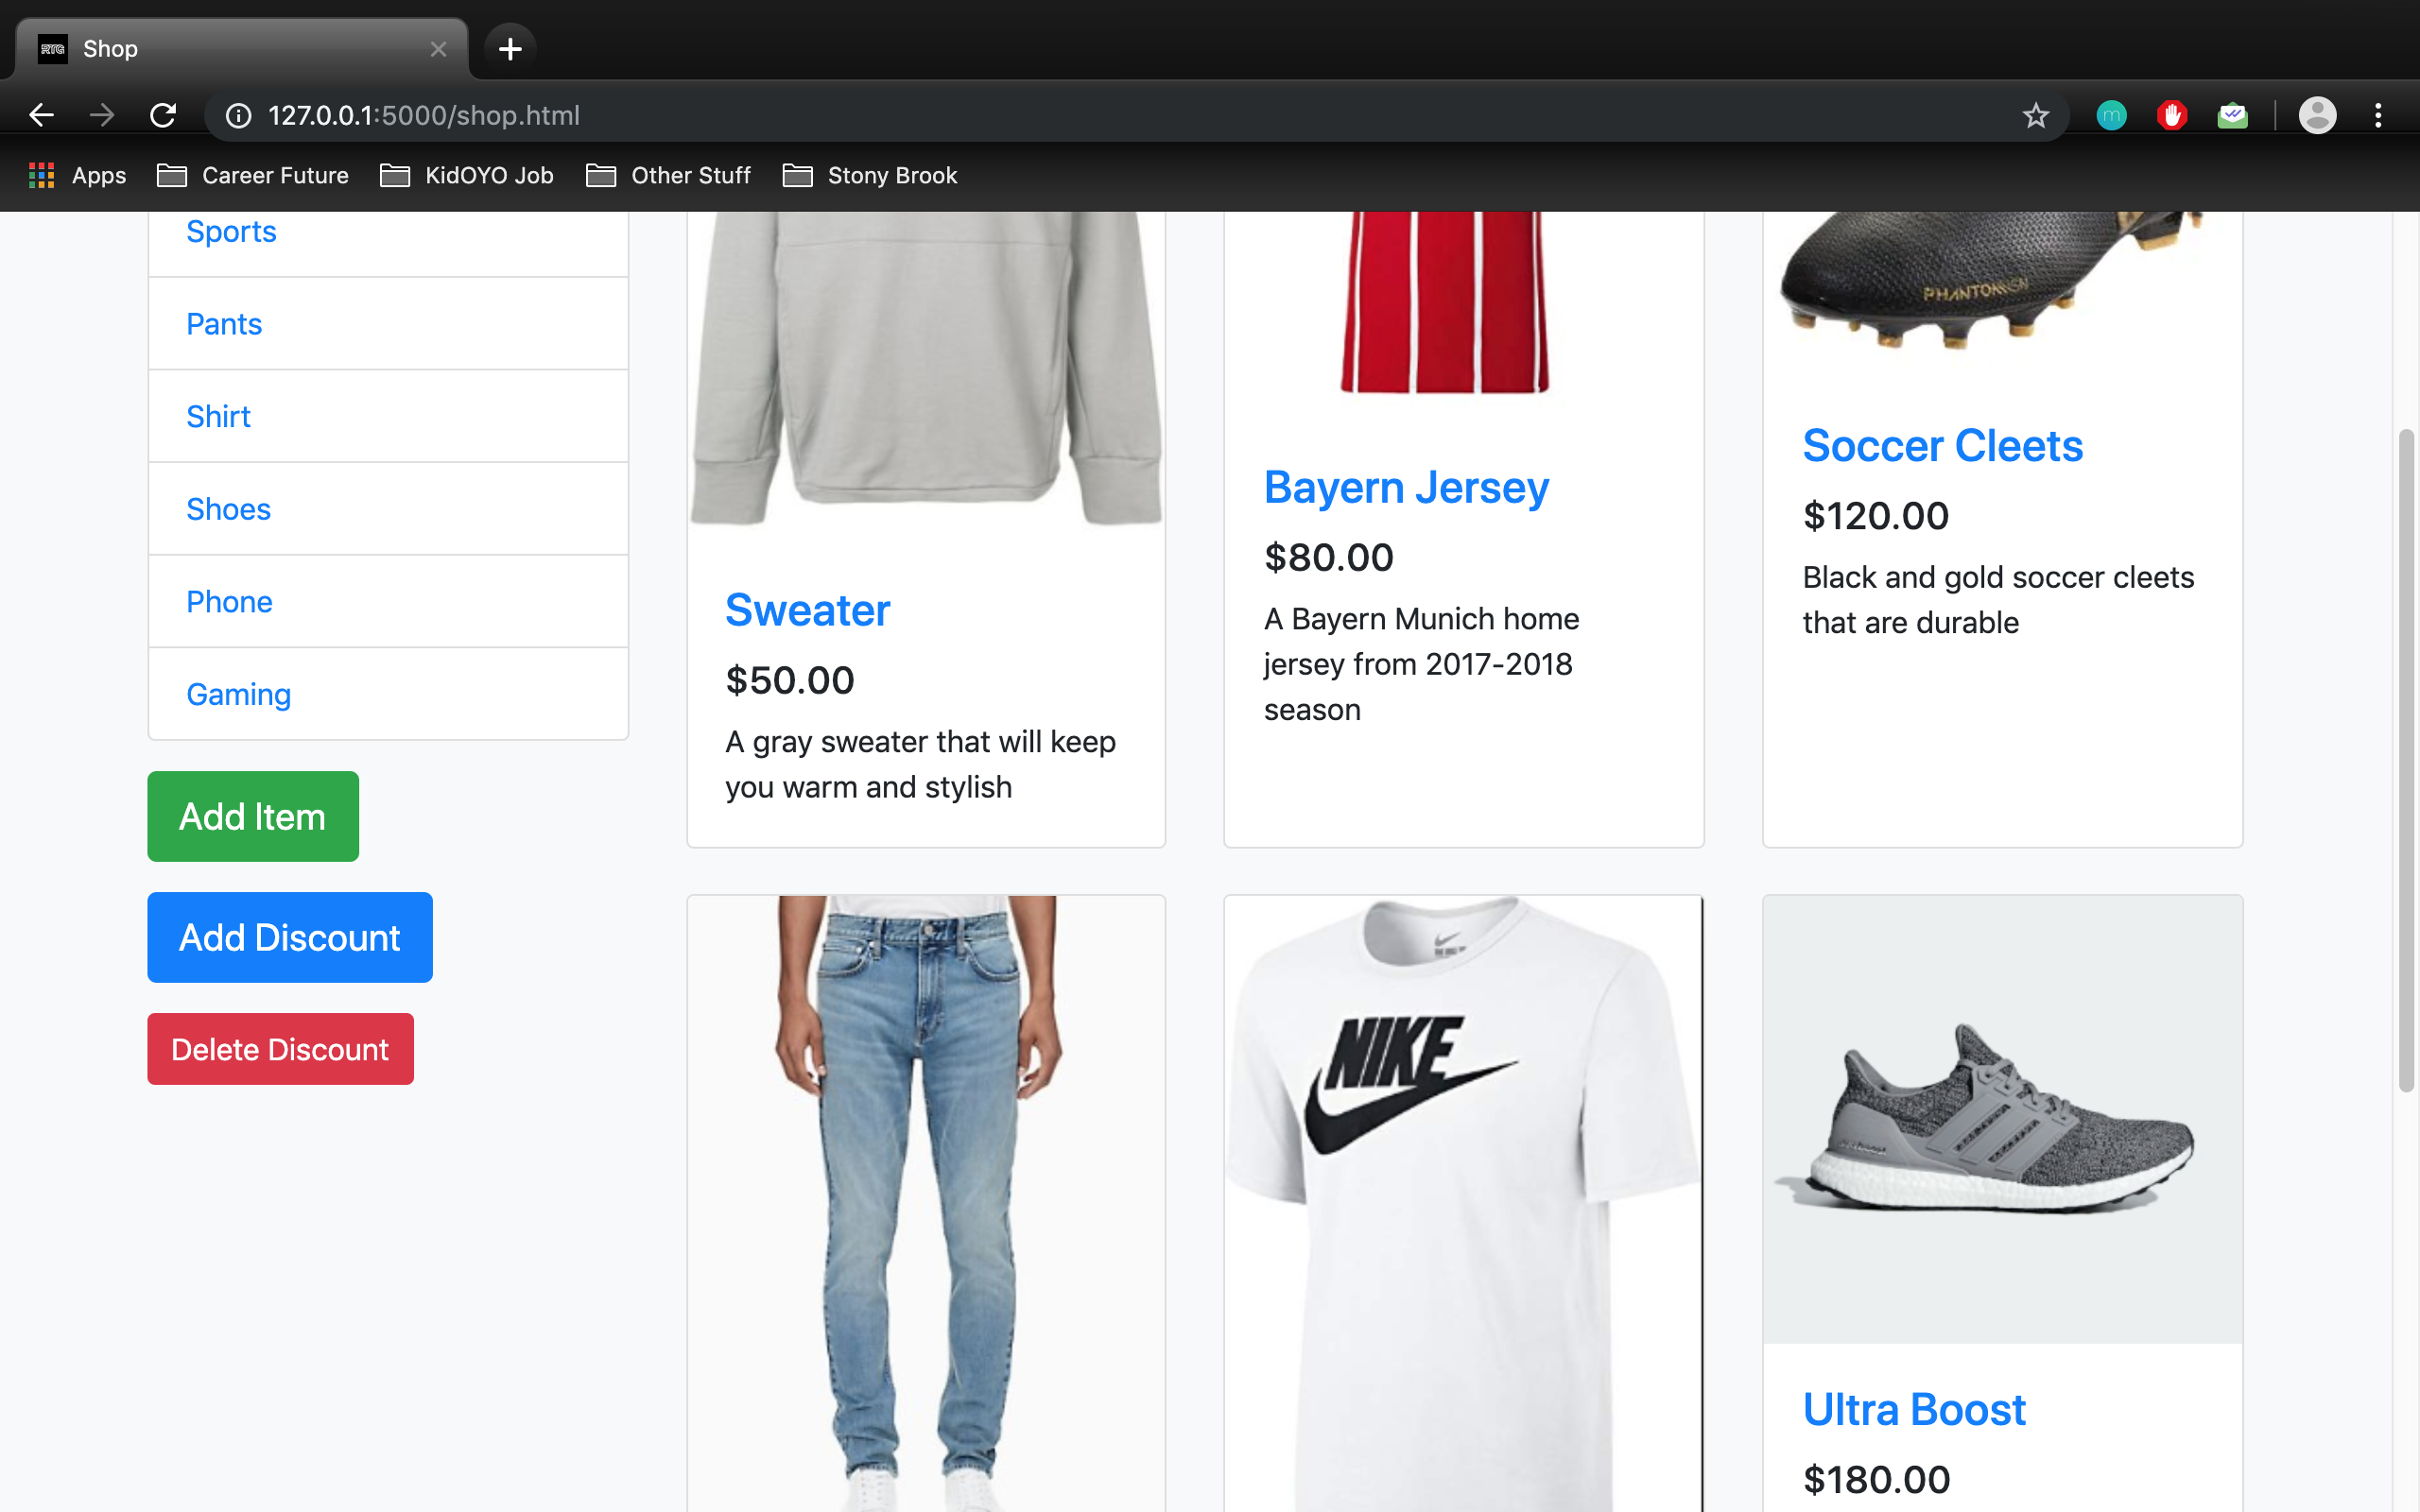 RTG Shop
127.0.0.1:5000/shop.html
m
Apps Career Future KidOYO Job Other Stuff Stony Brook
Sports
Pants
Shirt
Shoes
Phone
Gaming
Add Item
Add Discount
Delete Discount
Sweater
$50.00
A gray sweater that will keep
you warm and stylish
Bayern Jersey
$80.00
A Bayern Munich home
jersey from 2017-2018
season
PHANTOM
Soccer Cleets
$120.00
Black and gold soccer cleets
that are durable
NIKE
Ultra Boost
$180.00